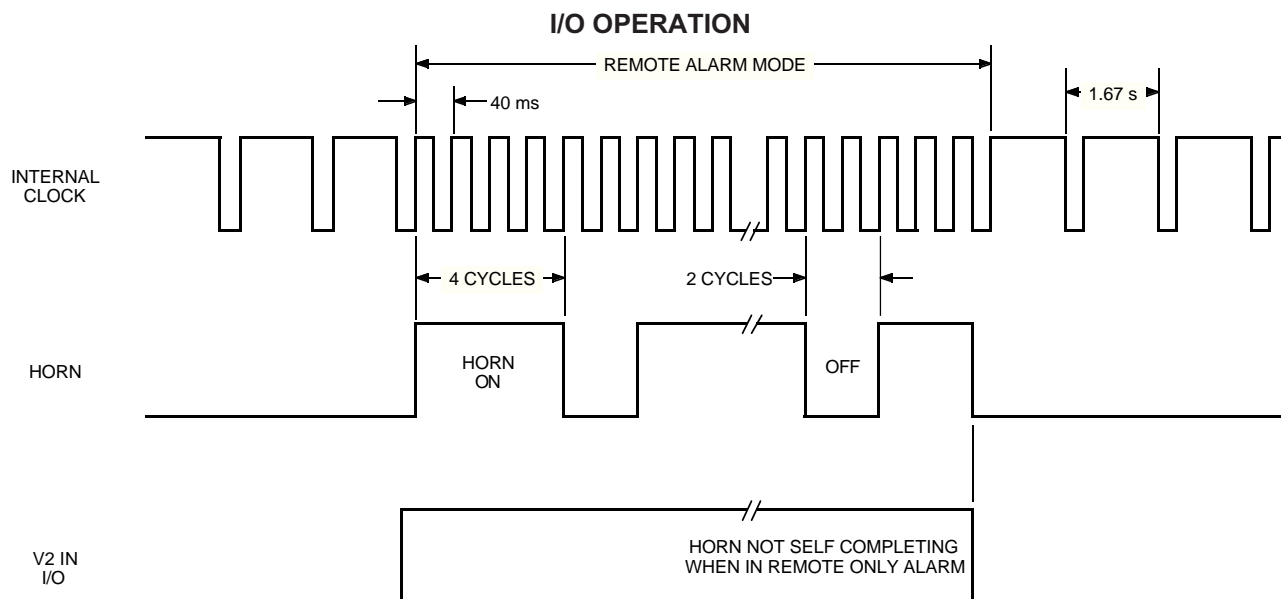 I/O OPERATION
REMOTE ALARM MODE
40 ms
1.67 s
INTERNAL
CLOCK
4 CYCLES
2 CYCLES
HORN
HORN
ON
OFF
V2 IN
I/O
HORN NOT SELF COMPLETING
WHEN IN REMOTE ONLY ALARM